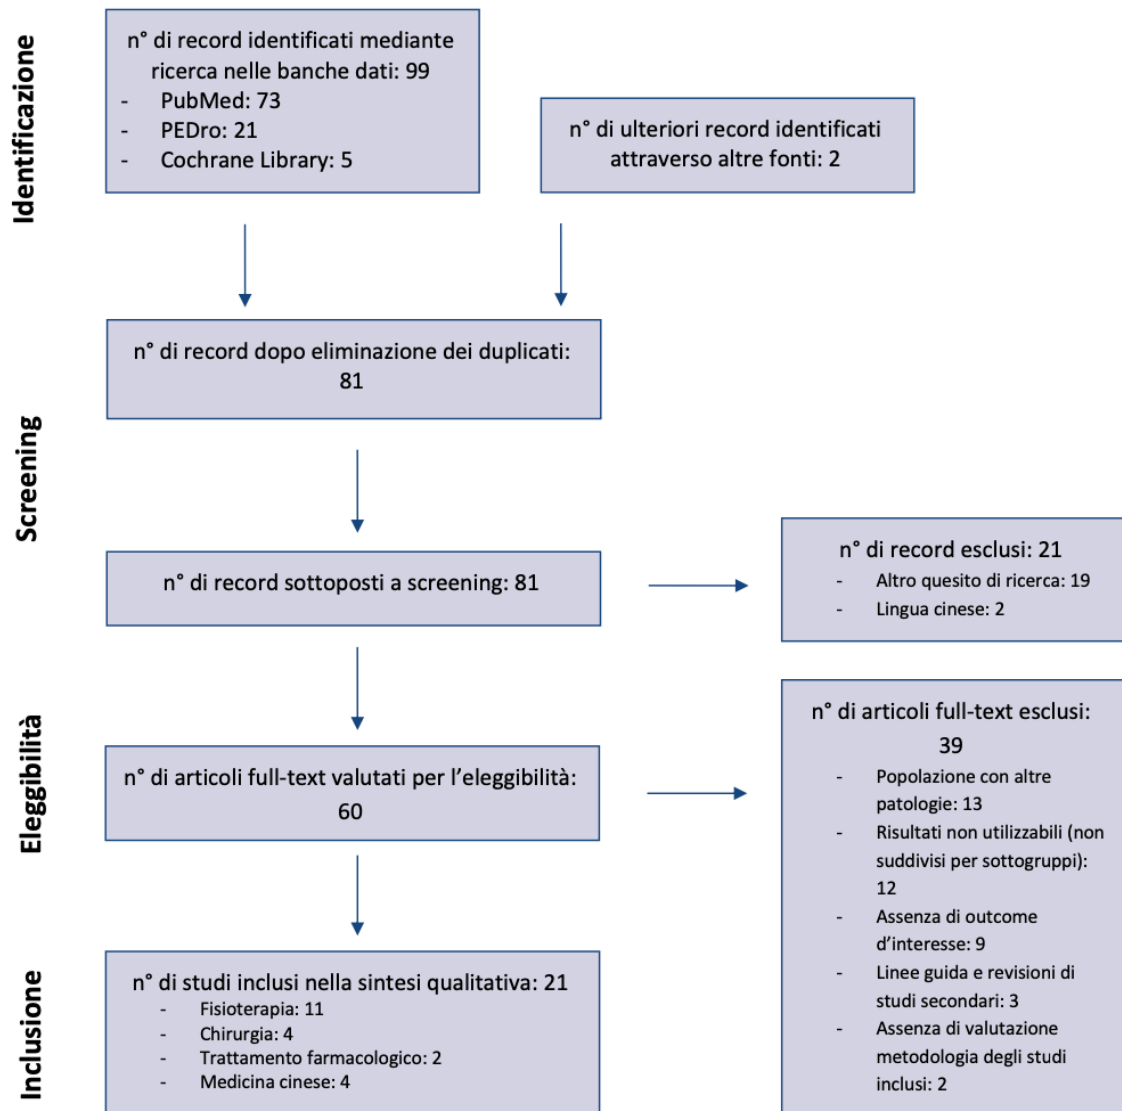 Identificazione
n° di record identificati mediante
ricerca nelle banche dati: 99
- PubMed: 73
- PEDro: 21
- Cochrane Library: 5
n° di ulteriori record identificati
attraverso altre fonti: 2
Screening
n° di record dopo eliminazione dei duplicati:
81
n° di record sottoposti a screening: 81
n° di record esclusi: 21
- Altro quesito di ricerca: 19
- Lingua cinese: 2
Eleggibilità
n° di articoli full-text valutati per l'eleggibilità:
60
n° di articoli full-text esclusi:
39
- Popolazione con altre
patologie: 13
- Risultati non utilizzabili (non
suddivisi per sottogruppi):
12
- Assenza di outcome
d'interesse: 9
- Linee guida e revisioni di
studi secondari: 3
- Assenza di valutazione
metodologia degli studi
inclusi: 2
Inclusione
n° di studi inclusi nella sintesi qualitativa: 21
- Fisioterapia: 11
- Chirurgia: 4
- Trattamento farmacologico: 2
- Medicina cinese: 4